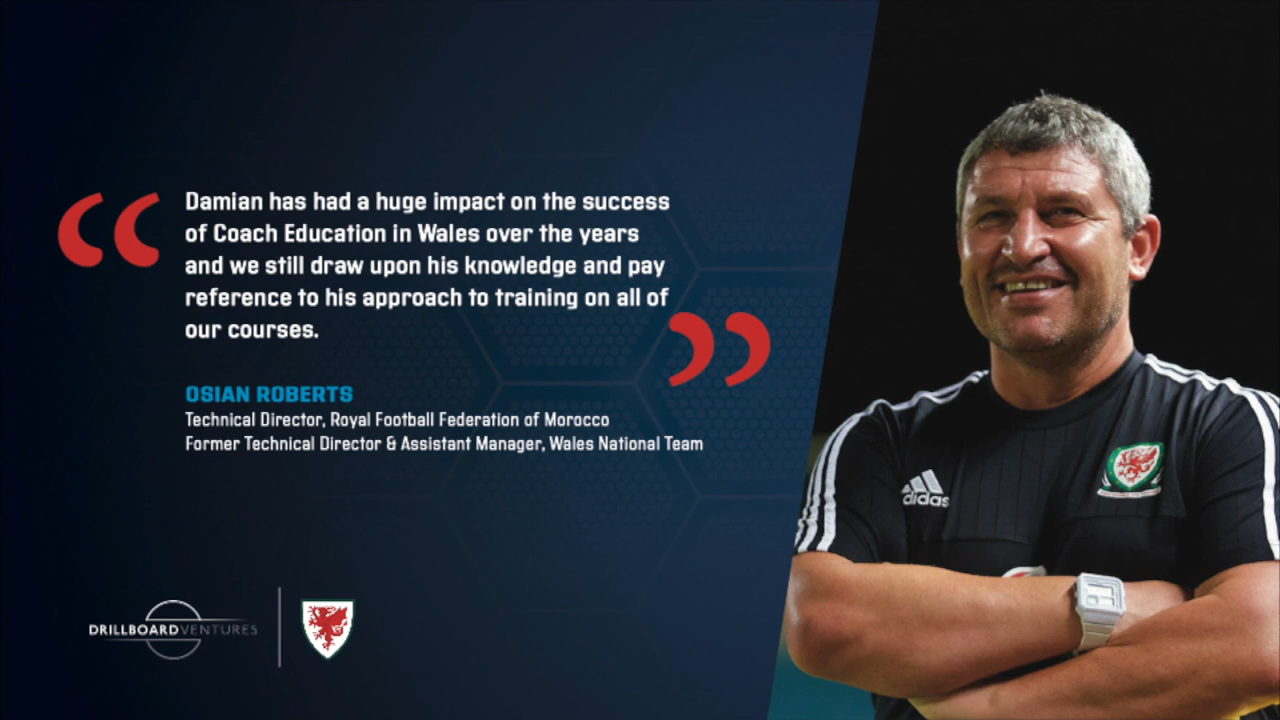 Damian has had a huge impact on the success
of Coach Education in Wales over the years
and we still draw upon his knowledge and pay
reference to his approach to training on all of
our courses.
OSIAN ROBERTS
Technical Director, Royal Football Federation of Morocco
Former Technical Director & Assistant Manager, Wales National Team
DRILLBOARDVENTURES
adidas